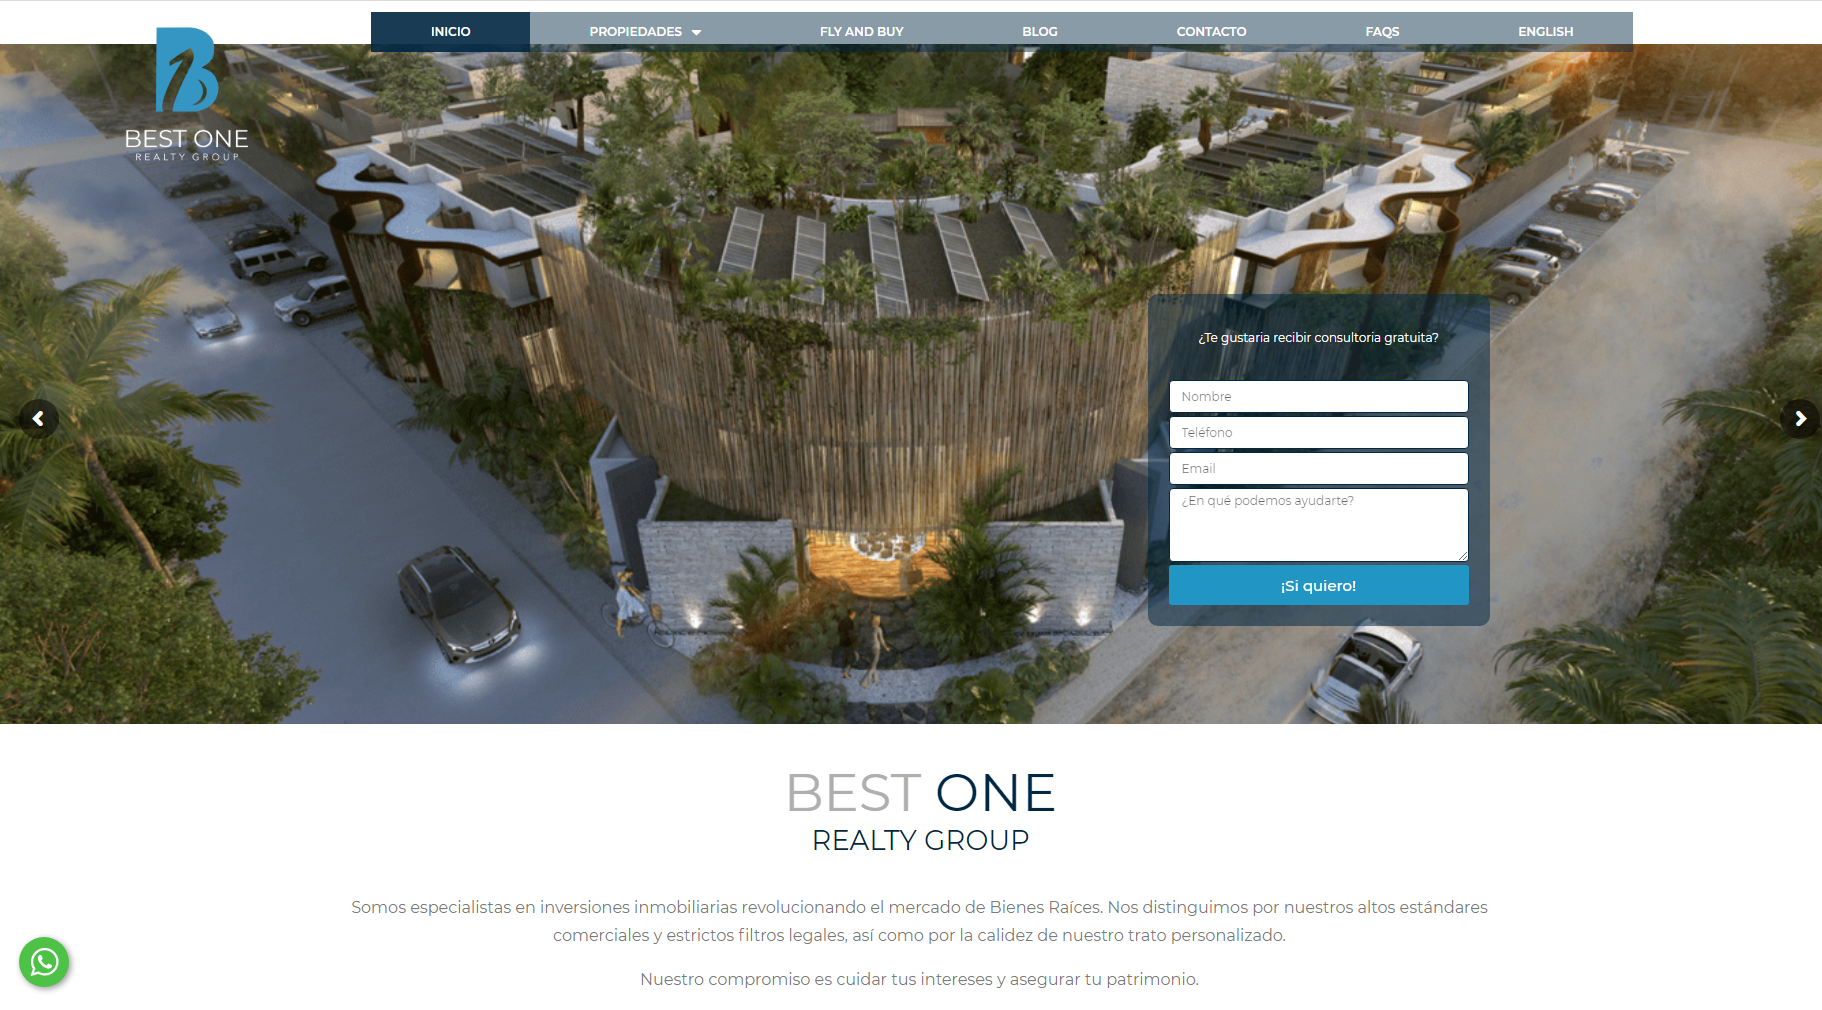 INICIO
PROPIEDADES
FLY AND BUY
BLOG
CONTACTO
FAQS
ENGLISH
BEST ONE
REALTY GROUP
¿Te gustaria recibir consultoría gratuita?
Nombre
Teléfono
Email
¿En qué podemos ayudarte?
¡Si quiero!
BEST ONE
REALTY GROUP
Somos especialistas en inversiones inmobiliarias revolucionando el mercado de Bienes Raíces. Nos distinguimos por nuestros altos estándares
comerciales y estrictos filtros legales, así como por la calidez de nuestro trato personalizado.
Nuestro compromiso es cuidar tus intereses y asegurar tu patrimonio.